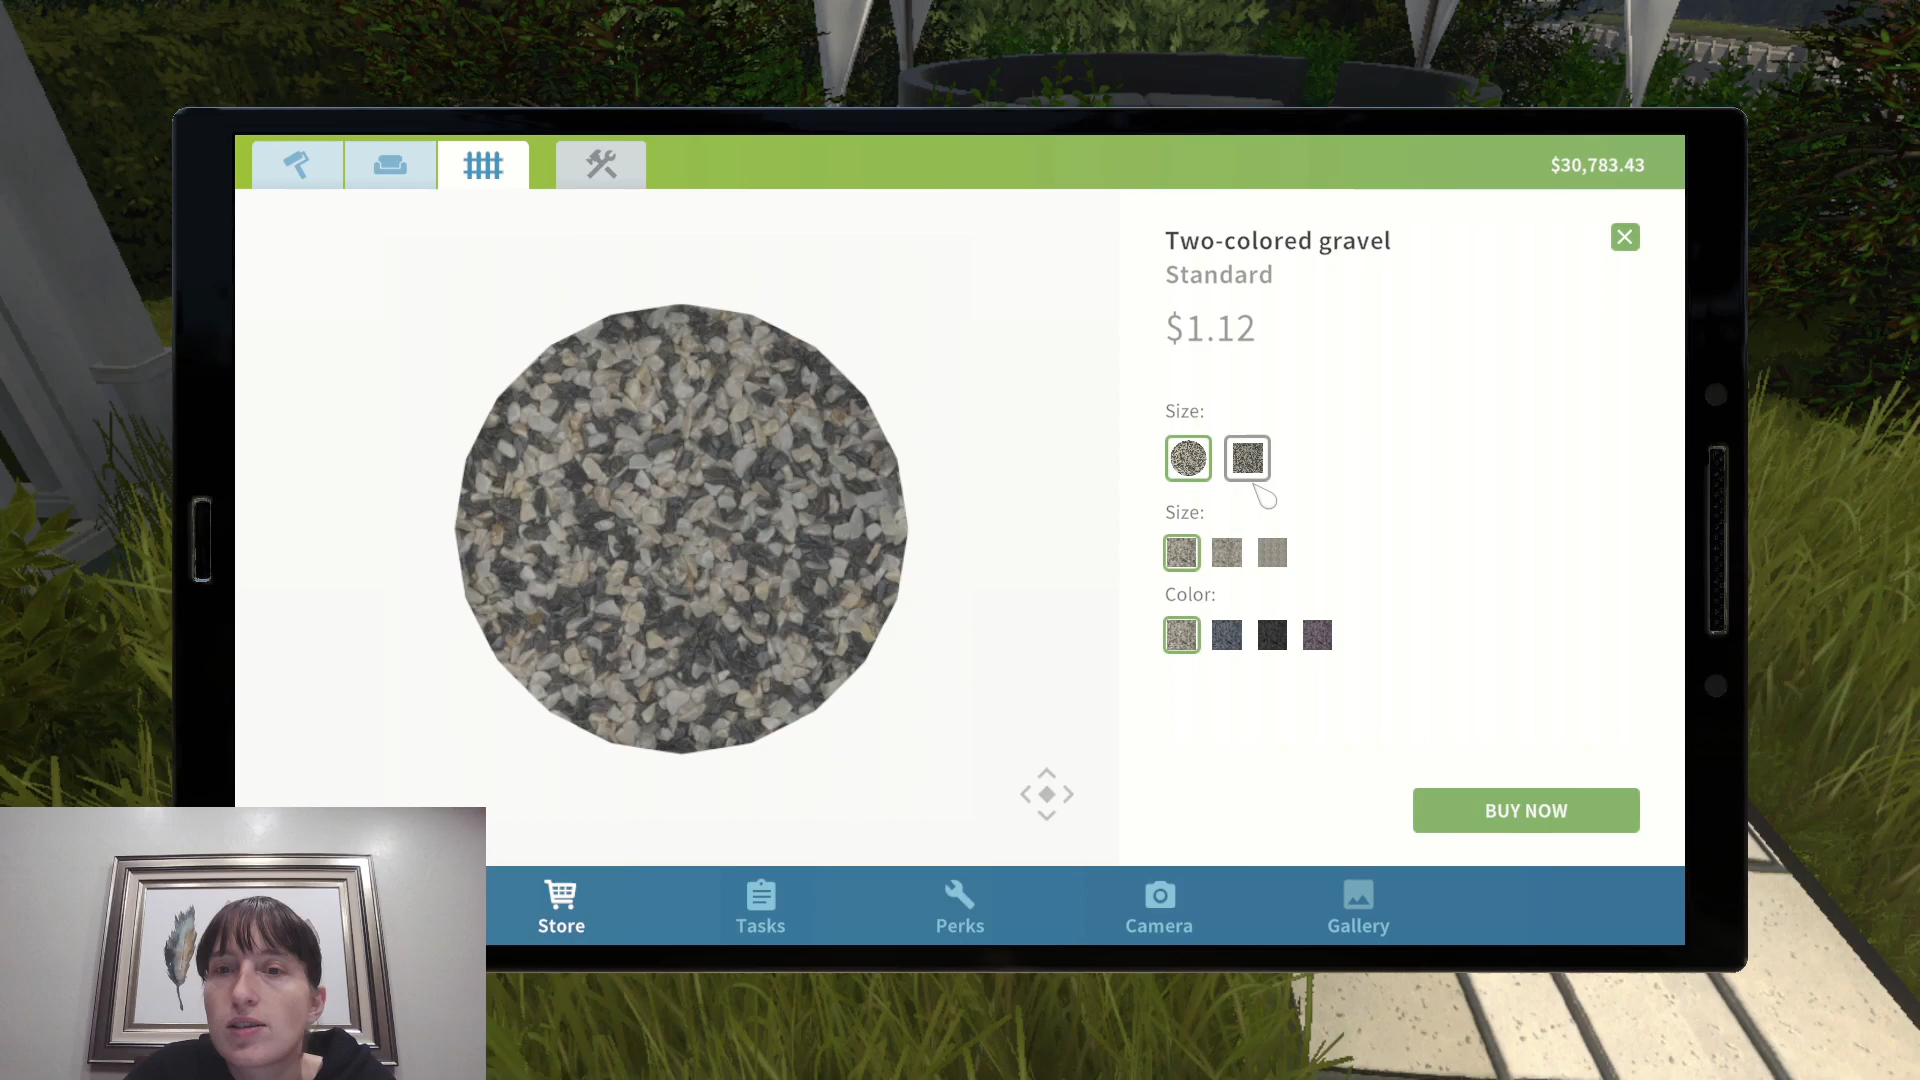 $30,783.43
Two-colored gravel
Standard
$1.12
Size:
Size:
Color:
BUY NOW
Store
Tasks
Perks
Camera
Gallery